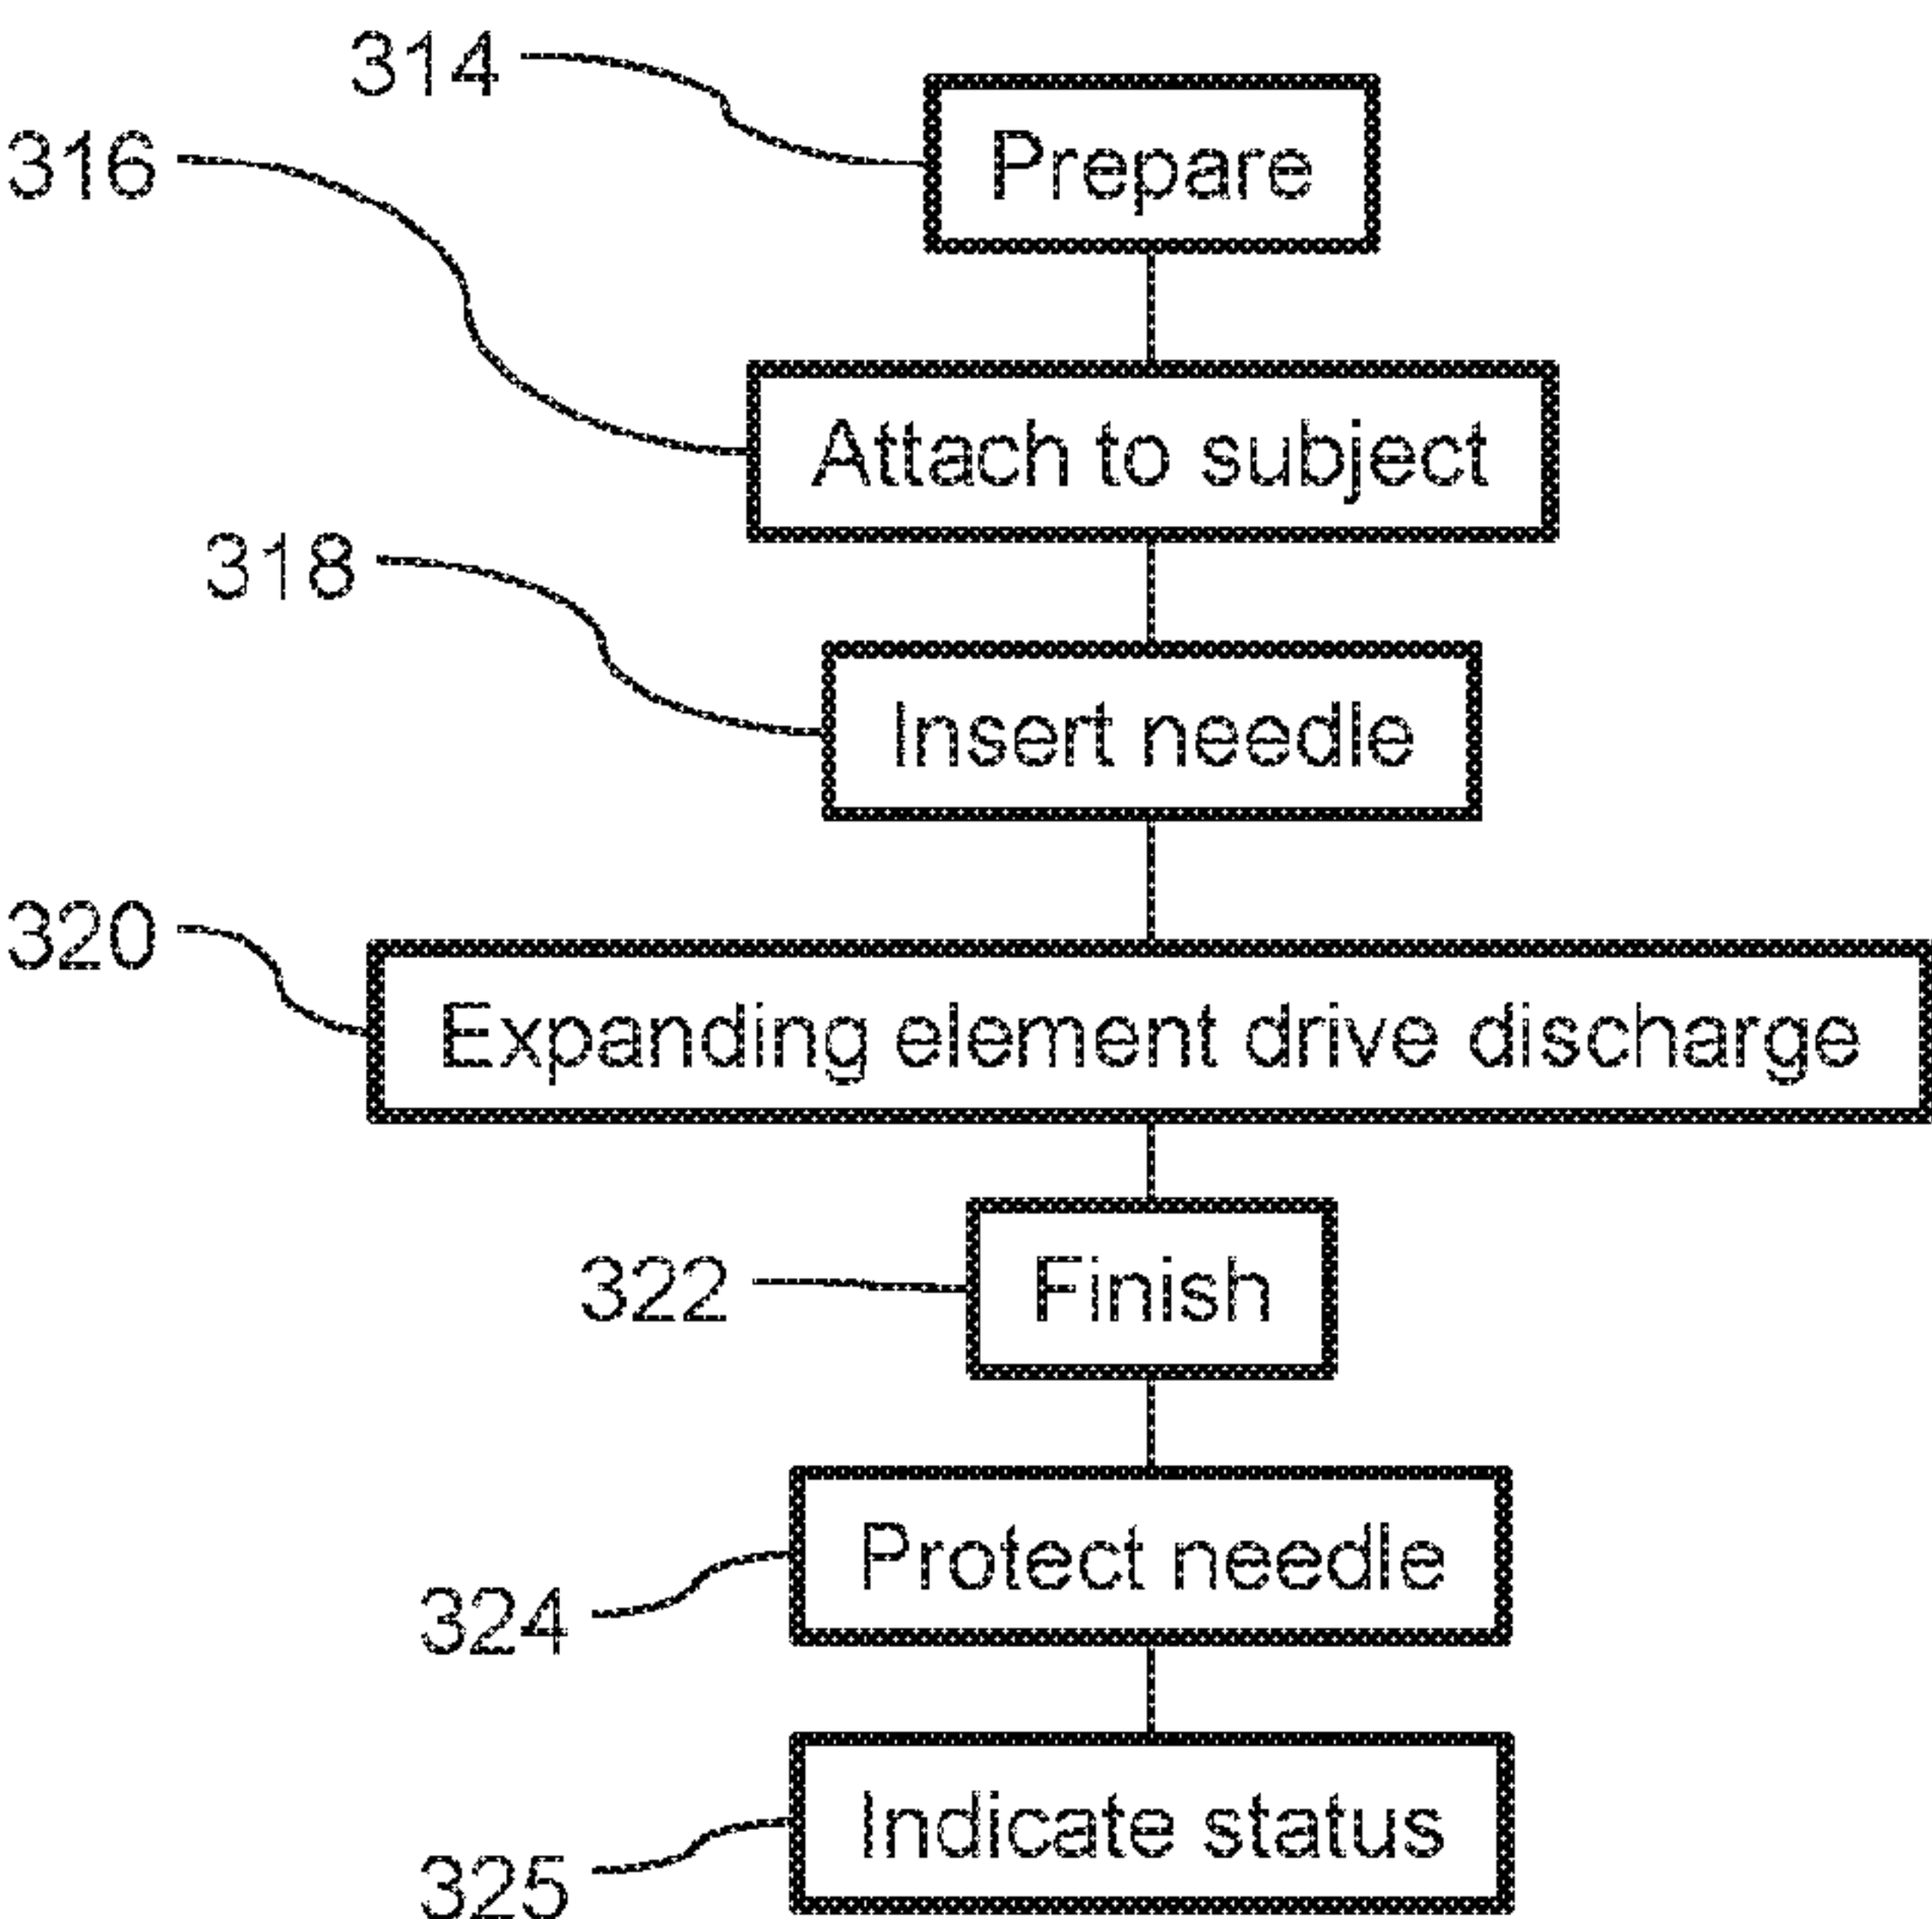 314
Prepare
316
Attach to subject
318
Insert needle
320
Expanding element drive discharge
322
Finish
324
Protect needle
325
Indicate status